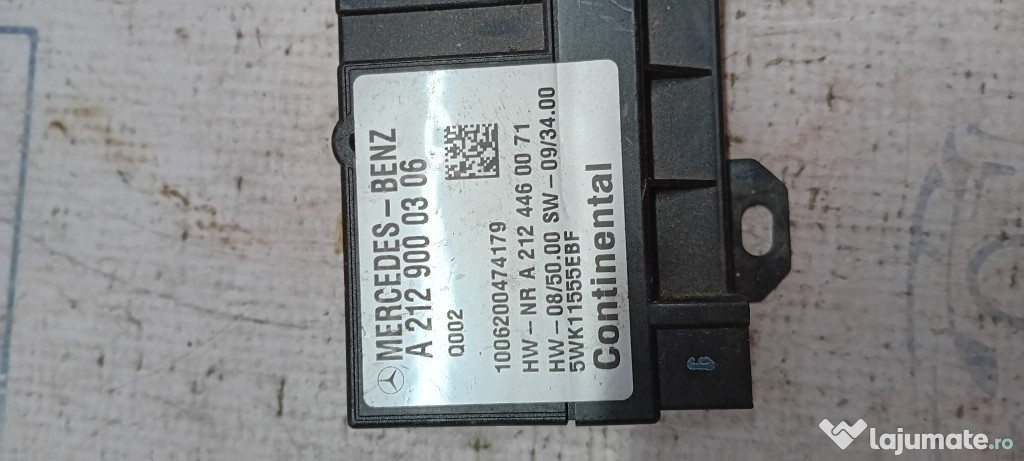 MERCEDES-BENZ
A 212 900 03 06
Q002
1006200474179
HW-NR A 212 446 00 71
HW-08/50.00 SW-09/34.00
5WK11555EBF
Continental
6
lajumate.ro